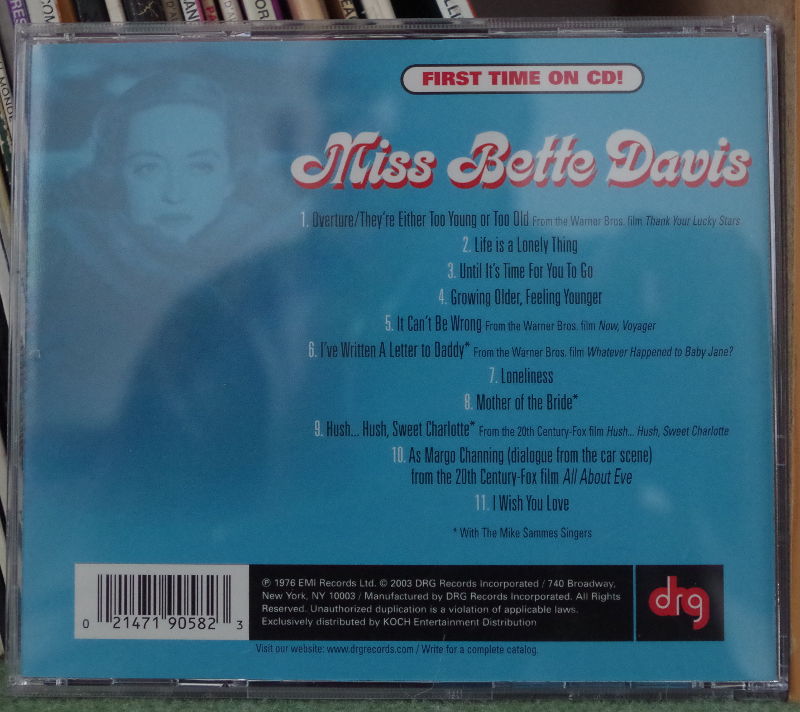 MONDE
FIRST TIME ON CD!
Miss Bette Davis
1. Overture/They're Either Too Young or Too Old From the Warner Bros. film Thank Your Lucky Stars
2. Life is a Lonely Thing
3. Until It's Time For You To Go
4. Growing Older, Feeling Younger
5. It Can't Be Wrong From the Warner Bros. film Now, Voyager
6. I've Written A Letter to Daddy* From the Warner Bros. film Whatever Happened to Baby Jane?
7. Loneliness
8. Mother of the Bride*
9. Hush... Hush, Sweet Charlotte* From the 20th Century-Fox film Hush... Hush, Sweet Charlotte
10. As Margo Channing (dialogue from the car scene)
from the 20th Century-Fox film All About Eve
11. I Wish You Love
* With The Mike Sammes Singers
℗ 1976 EMI Records Ltd. © 2003 DRG Records Incorporated / 740 Broadway,
New York, NY 10003 / Manufactured by DRG Records Incorporated. All Rights
Reserved. Unauthorized duplication is a violation of applicable laws.
Exclusively distributed by KOCH Entertainment Distribution
drg
0 21471 90582 3
Visit our website: www.drgrecords.com / Write for a complete catalog.